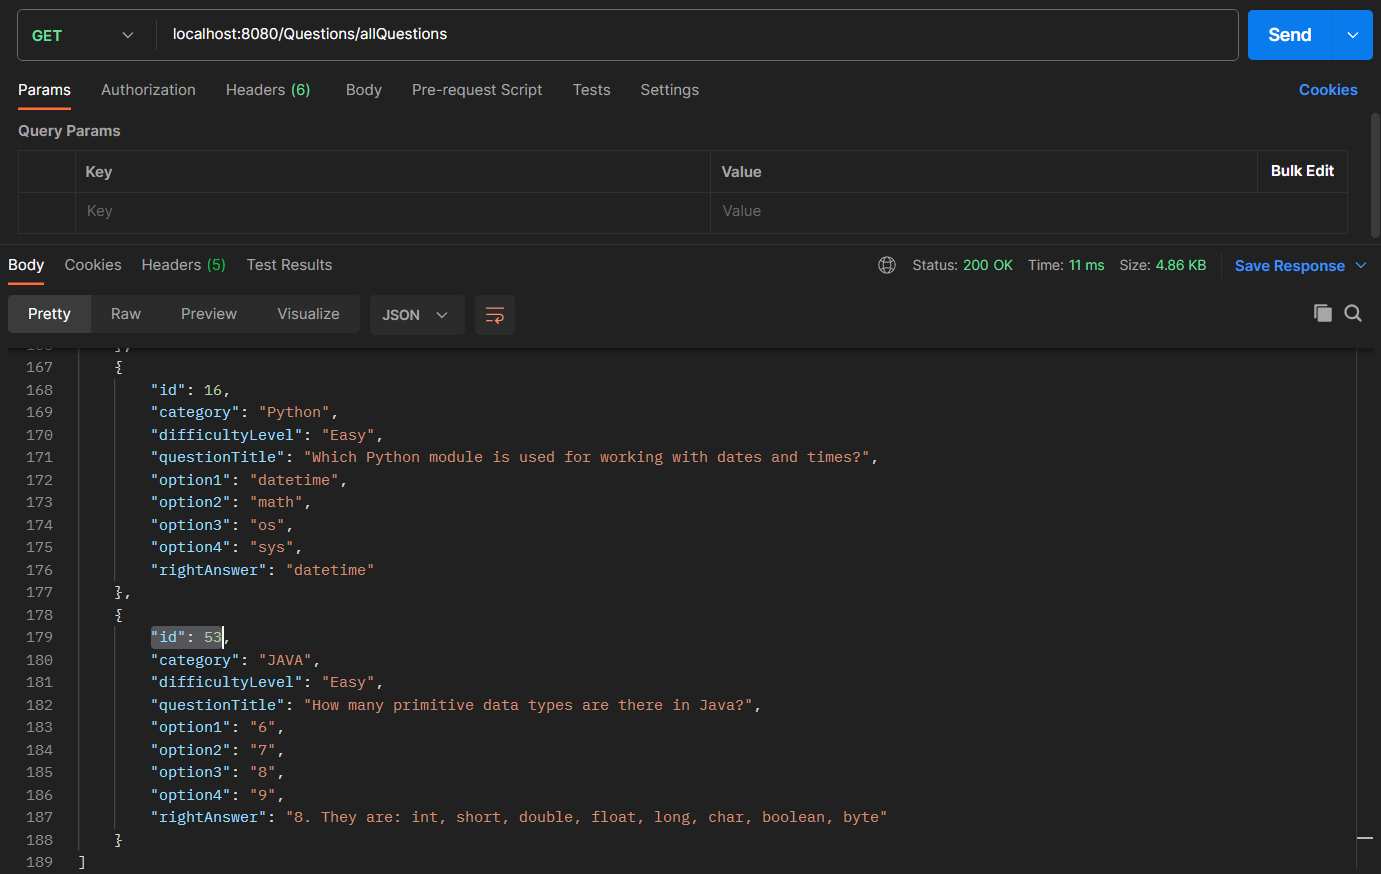 GET localhost:8080/Questions/allQuestions Send
Params Authorization Headers (6) Body Pre-request Script Tests Settings Cookies
Query Params
Key Value Bulk Edit
Key Value
Body Cookies Headers (5) Test Results Status: 200 OK Time: 11 ms Size: 4.86 KB Save Response
Pretty Raw Preview Visualize JSON
167 {
168 "id": 16,
169 "category": "Python",
170 "difficultyLevel": "Easy",
171 "questionTitle": "Which Python module is used for working with dates and times?",
172 "option1": "datetime",
173 "option2": "math",
174 "option3": "os",
175 "option4": "sys",
176 "rightAnswer": "datetime"
177 },
178 {
179 "id": 53,
180 "category": "JAVA",
181 "difficultyLevel": "Easy",
182 "questionTitle": "How many primitive data types are there in Java?",
183 "option1": "6",
184 "option2": "7",
185 "option3": "8",
186 "option4": "9",
187 "rightAnswer": "8. They are: int, short, double, float, long, char, boolean, byte"
188 }
189 ]